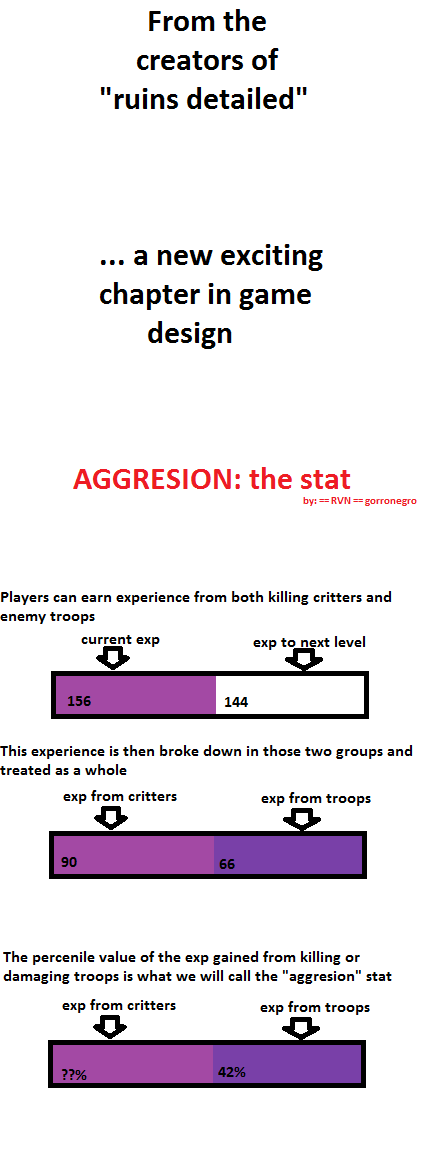 From the
creators of
"ruins detailed"
... a new exciting
chapter in game
design
AGGRESION: the stat
by: == RVN == gorronegro
Players can earn experience from both killing critters and
enemy troops
current exp
exp to next level
156
144
This experience is then broke down in those two groups and
treated as a whole
exp from critters
exp from troops
90
66
The percenile value of the exp gained from killing or
damaging troops is what we will call the "aggresion" stat
exp from critters
exp from troops
??%
42%